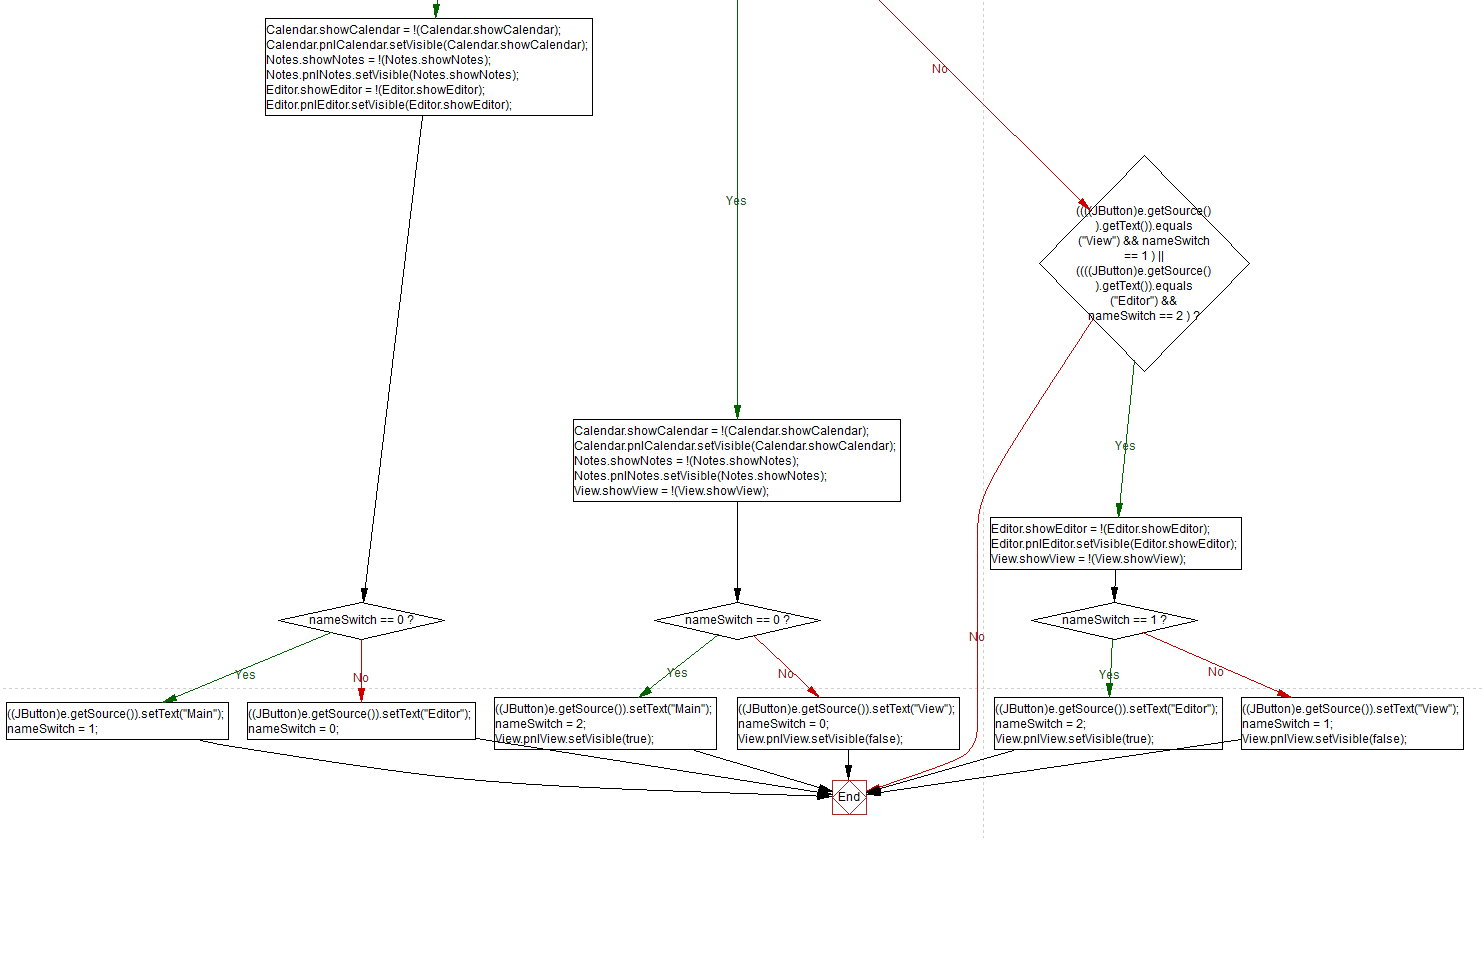 Calendar.showCalendar = !(Calendar.showCalendar);
Calendar.pnlCalendar.setVisible(Calendar.showCalendar);
Notes.showNotes = !(Notes.showNotes);
Notes.pnlNotes.setVisible(Notes.showNotes);
Editor.showEditor = !(Editor.showEditor);
Editor.pnlEditor.setVisible(Editor.showEditor);
No
Yes
((((JButton)e.getSource()
).getText()).equals
("View") && nameSwitch
== 1 ) ||
((((JButton)e.getSource()
).getText()).equals
("Editor") &&
nameSwitch == 2 ) ?
Calendar.showCalendar = !(Calendar.showCalendar);
Calendar.pnlCalendar.setVisible(Calendar.showCalendar);
Notes.showNotes = !(Notes.showNotes);
Notes.pnlNotes.setVisible(Notes.showNotes);
View.showView = !(View.showView);
Yes
Editor.showEditor = !(Editor.showEditor);
Editor.pnlEditor.setVisible(Editor.showEditor);
View.showView = !(View.showView);
nameSwitch == 0 ?
nameSwitch == 0 ?
nameSwitch == 1 ?
No
Yes
No
Yes
No
Yes
No
((JButton)e.getSource()).setText("Main");
nameSwitch = 1;
((JButton)e.getSource()).setText("Editor");
nameSwitch = 0;
((JButton)e.getSource()).setText("Main");
nameSwitch = 2;
View.pnlView.setVisible(true);
((JButton)e.getSource()).setText("View");
nameSwitch = 0;
View.pnlView.setVisible(false);
((JButton)e.getSource()).setText("Editor");
nameSwitch = 2;
View.pnlView.setVisible(true);
((JButton)e.getSource()).setText("View");
nameSwitch = 1;
View.pnlView.setVisible(false);
End